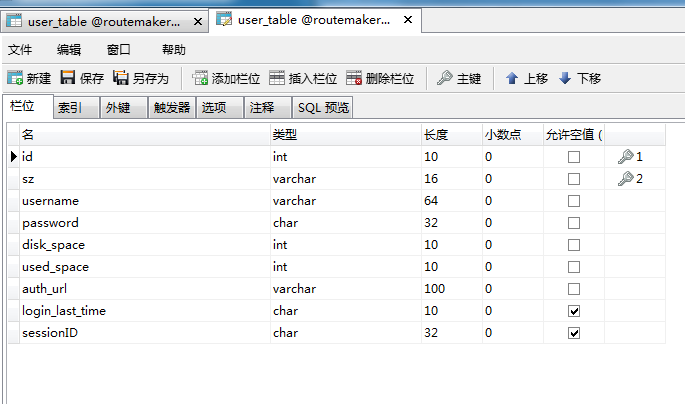 user_table @routemaker... user_table @routemaker...
文件 编辑 窗口 帮助
新建 保存 另存为 添加栏位 插入栏位 删除栏位 主键 上移 下移
栏位 索引 外键 触发器 选项 注释 SQL 预览
名 类型 长度 小数点 允许空值 (
id int 10 0 1
sz varchar 16 0 2
username varchar 64 0
password char 32 0
disk_space int 10 0
used_space int 10 0
auth_url varchar 100 0
login_last_time char 10 0
sessionID char 32 0